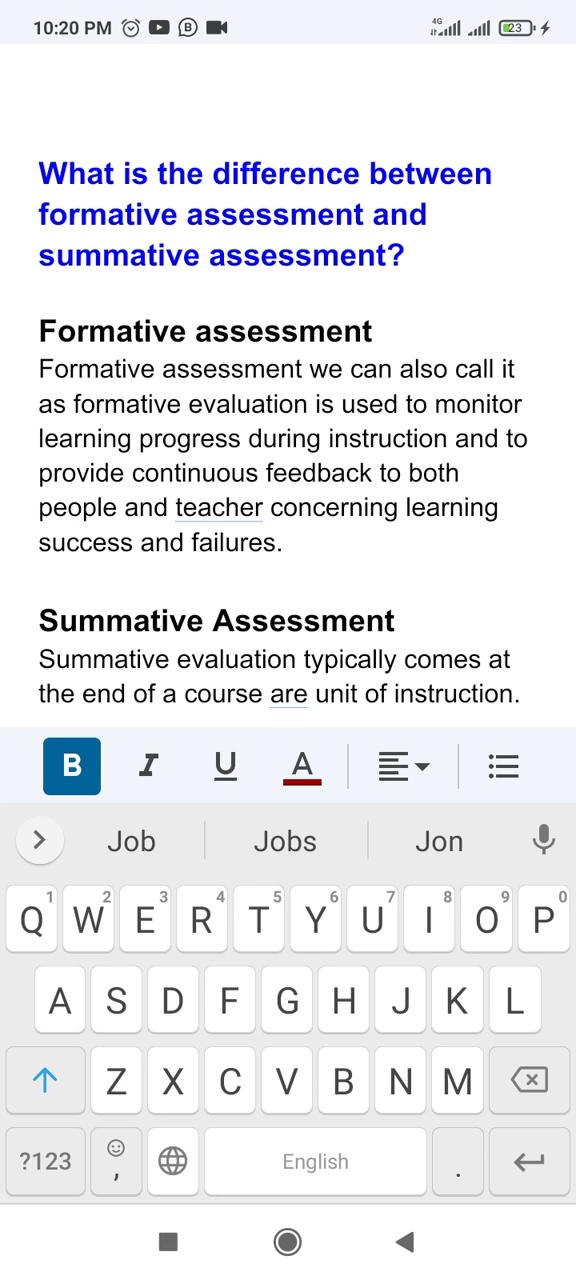 10:20 PM
4G
23
What is the difference between
formative assessment and
summative assessment?
Formative assessment
Formative assessment we can also call it
as formative evaluation is used to monitor
learning progress during instruction and to
provide continuous feedback to both
people and teacher concerning learning
success and failures.
Summative Assessment
Summative evaluation typically comes at
the end of a course are unit of instruction.
B I U A
Job Jobs Jon
1 2 3 4 5 6 7 8 9 0
Q W E R T Y U I O P
A S D F G H J K L
Z X C V B N M
?123 , English .